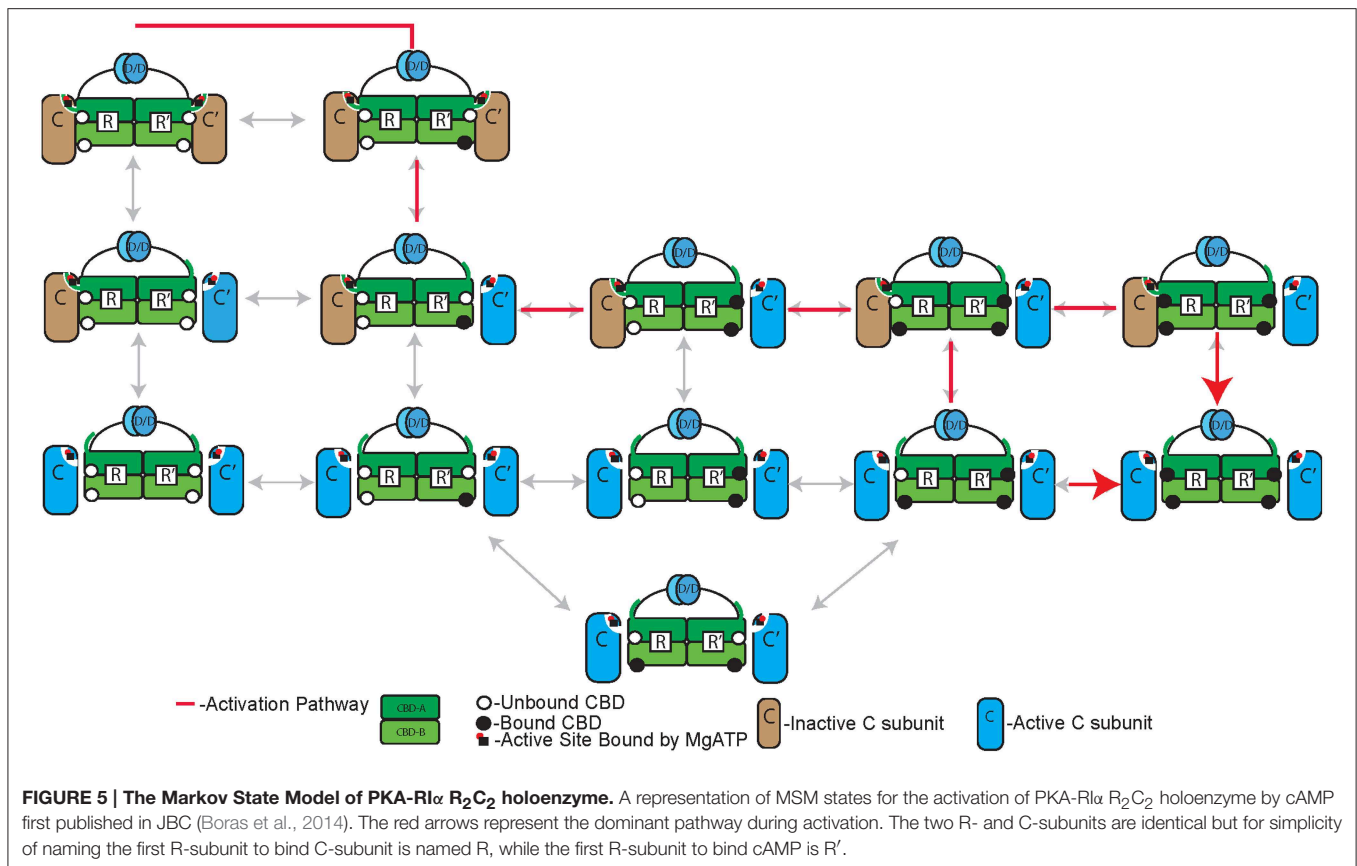 D/D D/D
C R R' C' C R R' C'
D/D D/D D/D D/D D/D
C R R' C' C R R' C' C R R' C' C R R' C' C R R' C'
D/D D/D D/D D/D D/D
C R R' C' C R R' C' C R R' C' C R R' C' C R R' C'
D/D
C R R' C'
-Activation Pathway
CBD-A
CBD-B
-Unbound CBD
-Bound CBD
-Active Site Bound by MgATP
C -Inactive C subunit
C -Active C subunit
FIGURE 5 | The Markov State Model of PKA-RIα R₂C₂ holoenzyme. A representation of MSM states for the activation of PKA-RIα R₂C₂ holoenzyme by cAMP
first published in JBC (Boras et al., 2014). The red arrows represent the dominant pathway during activation. The two R- and C-subunits are identical but for simplicity
of naming the first R-subunit to bind C-subunit is named R, while the first R-subunit to bind cAMP is R′.